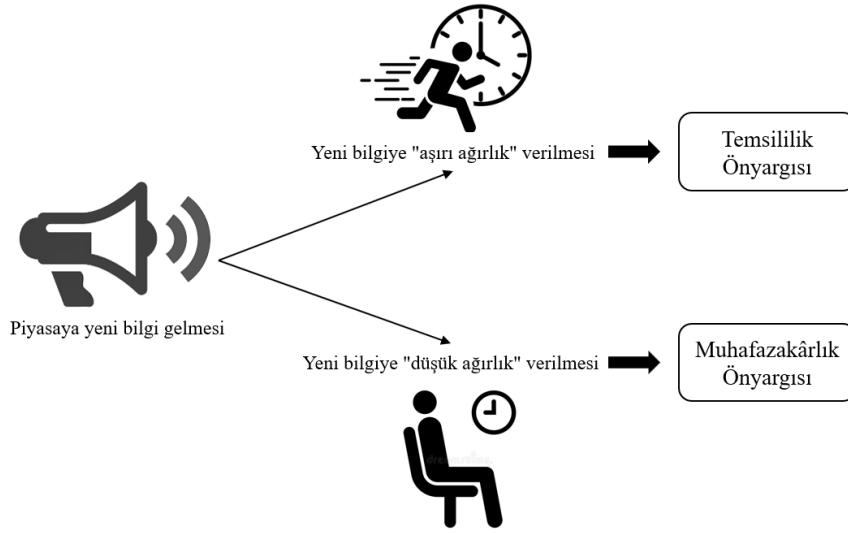 Yeni bilgiye "aşırı ağırlık" verilmesi
Temsililik
Önyargısı
Piyasaya yeni bilgi gelmesi
Yeni bilgiye "düşük ağırlık" verilmesi
Muhafazakârlık
Önyargısı